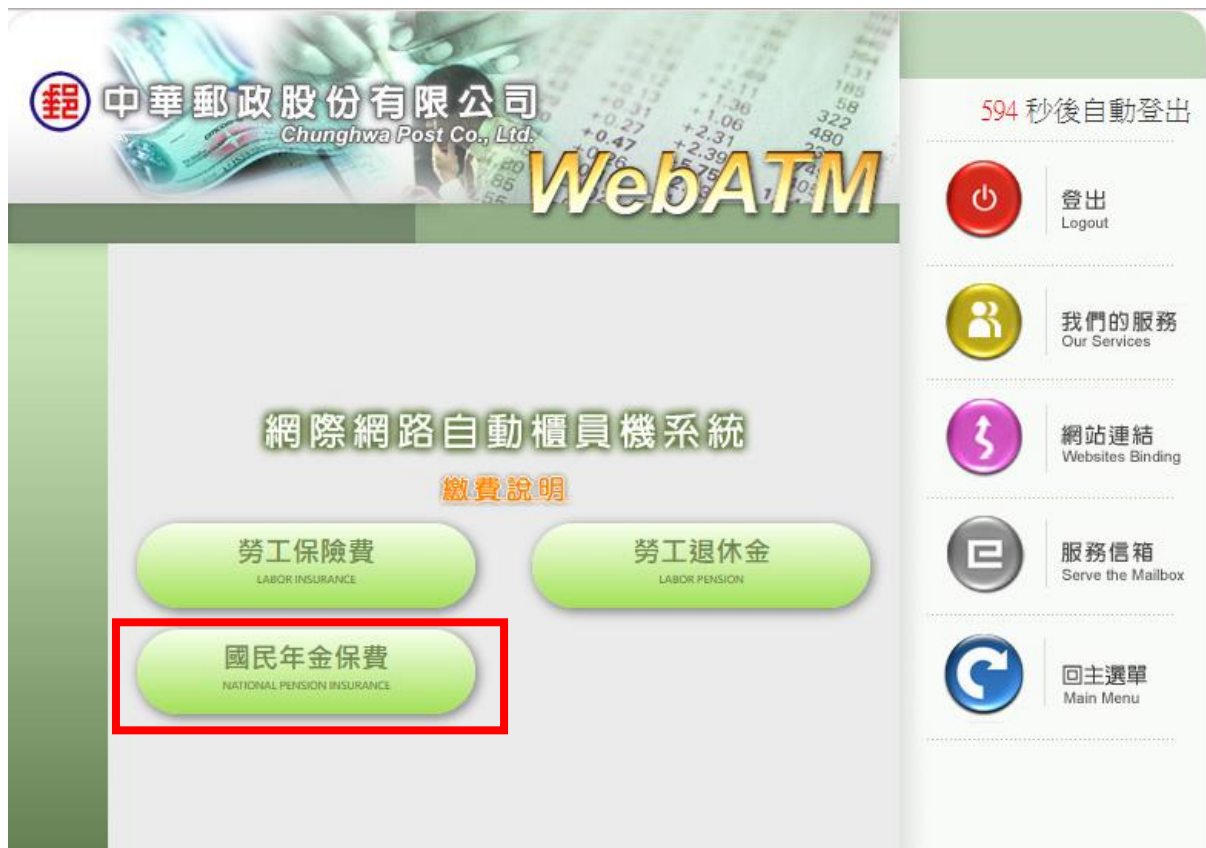 郵 中華郵政股份有限公司
Chunghwa Post Co., Ltd.
WebATM
594 秒後自動登出
登出
Logout
我們的服務
Our Services
網站連結
Websites Binding
服務信箱
Serve the Mailbox
回主選單
Main Menu
網際網路自動櫃員機系統
繳費說明
勞工保險費
LABOR INSURANCE
勞工退休金
LABOR PENSION
國民年金保費
NATIONAL PENSION INSURANCE